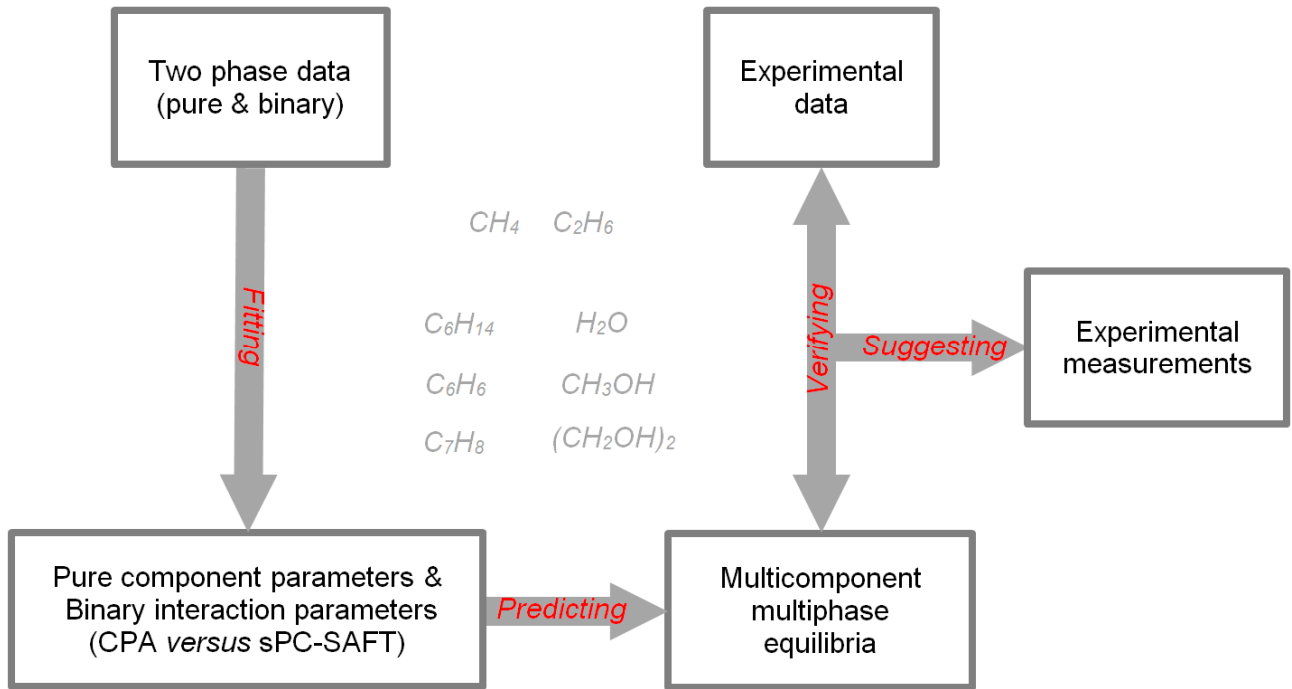 Two phase data
(pure & binary)
Experimental
data
CH₄ C₂H₆
Fitting
C₆H₁₄ H₂O
C₆H₆ CH₃OH
C₇H₈ (CH₂OH)₂
Verifying
Suggesting
Experimental
measurements
Pure component parameters &
Binary interaction parameters
(CPA versus sPC-SAFT)
Predicting
Multicomponent
multiphase
equilibria